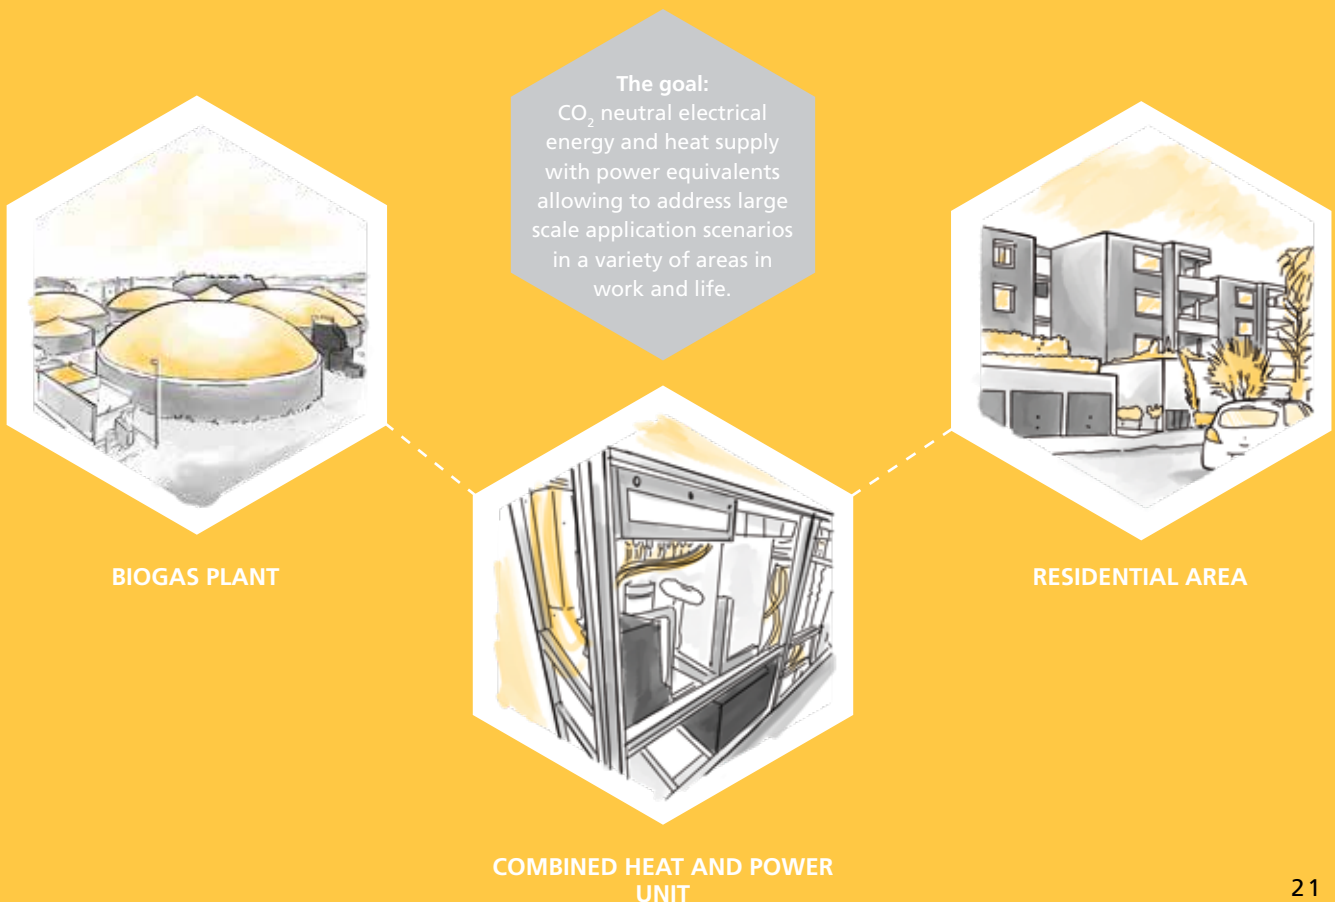 The goal:
CO₂ neutral electrical
energy and heat supply
with power equivalents
allowing to address large
scale application scenarios
in a variety of areas in
work and life.
BIOGAS PLANT
RESIDENTIAL AREA
COMBINED HEAT AND POWER
UNIT
21